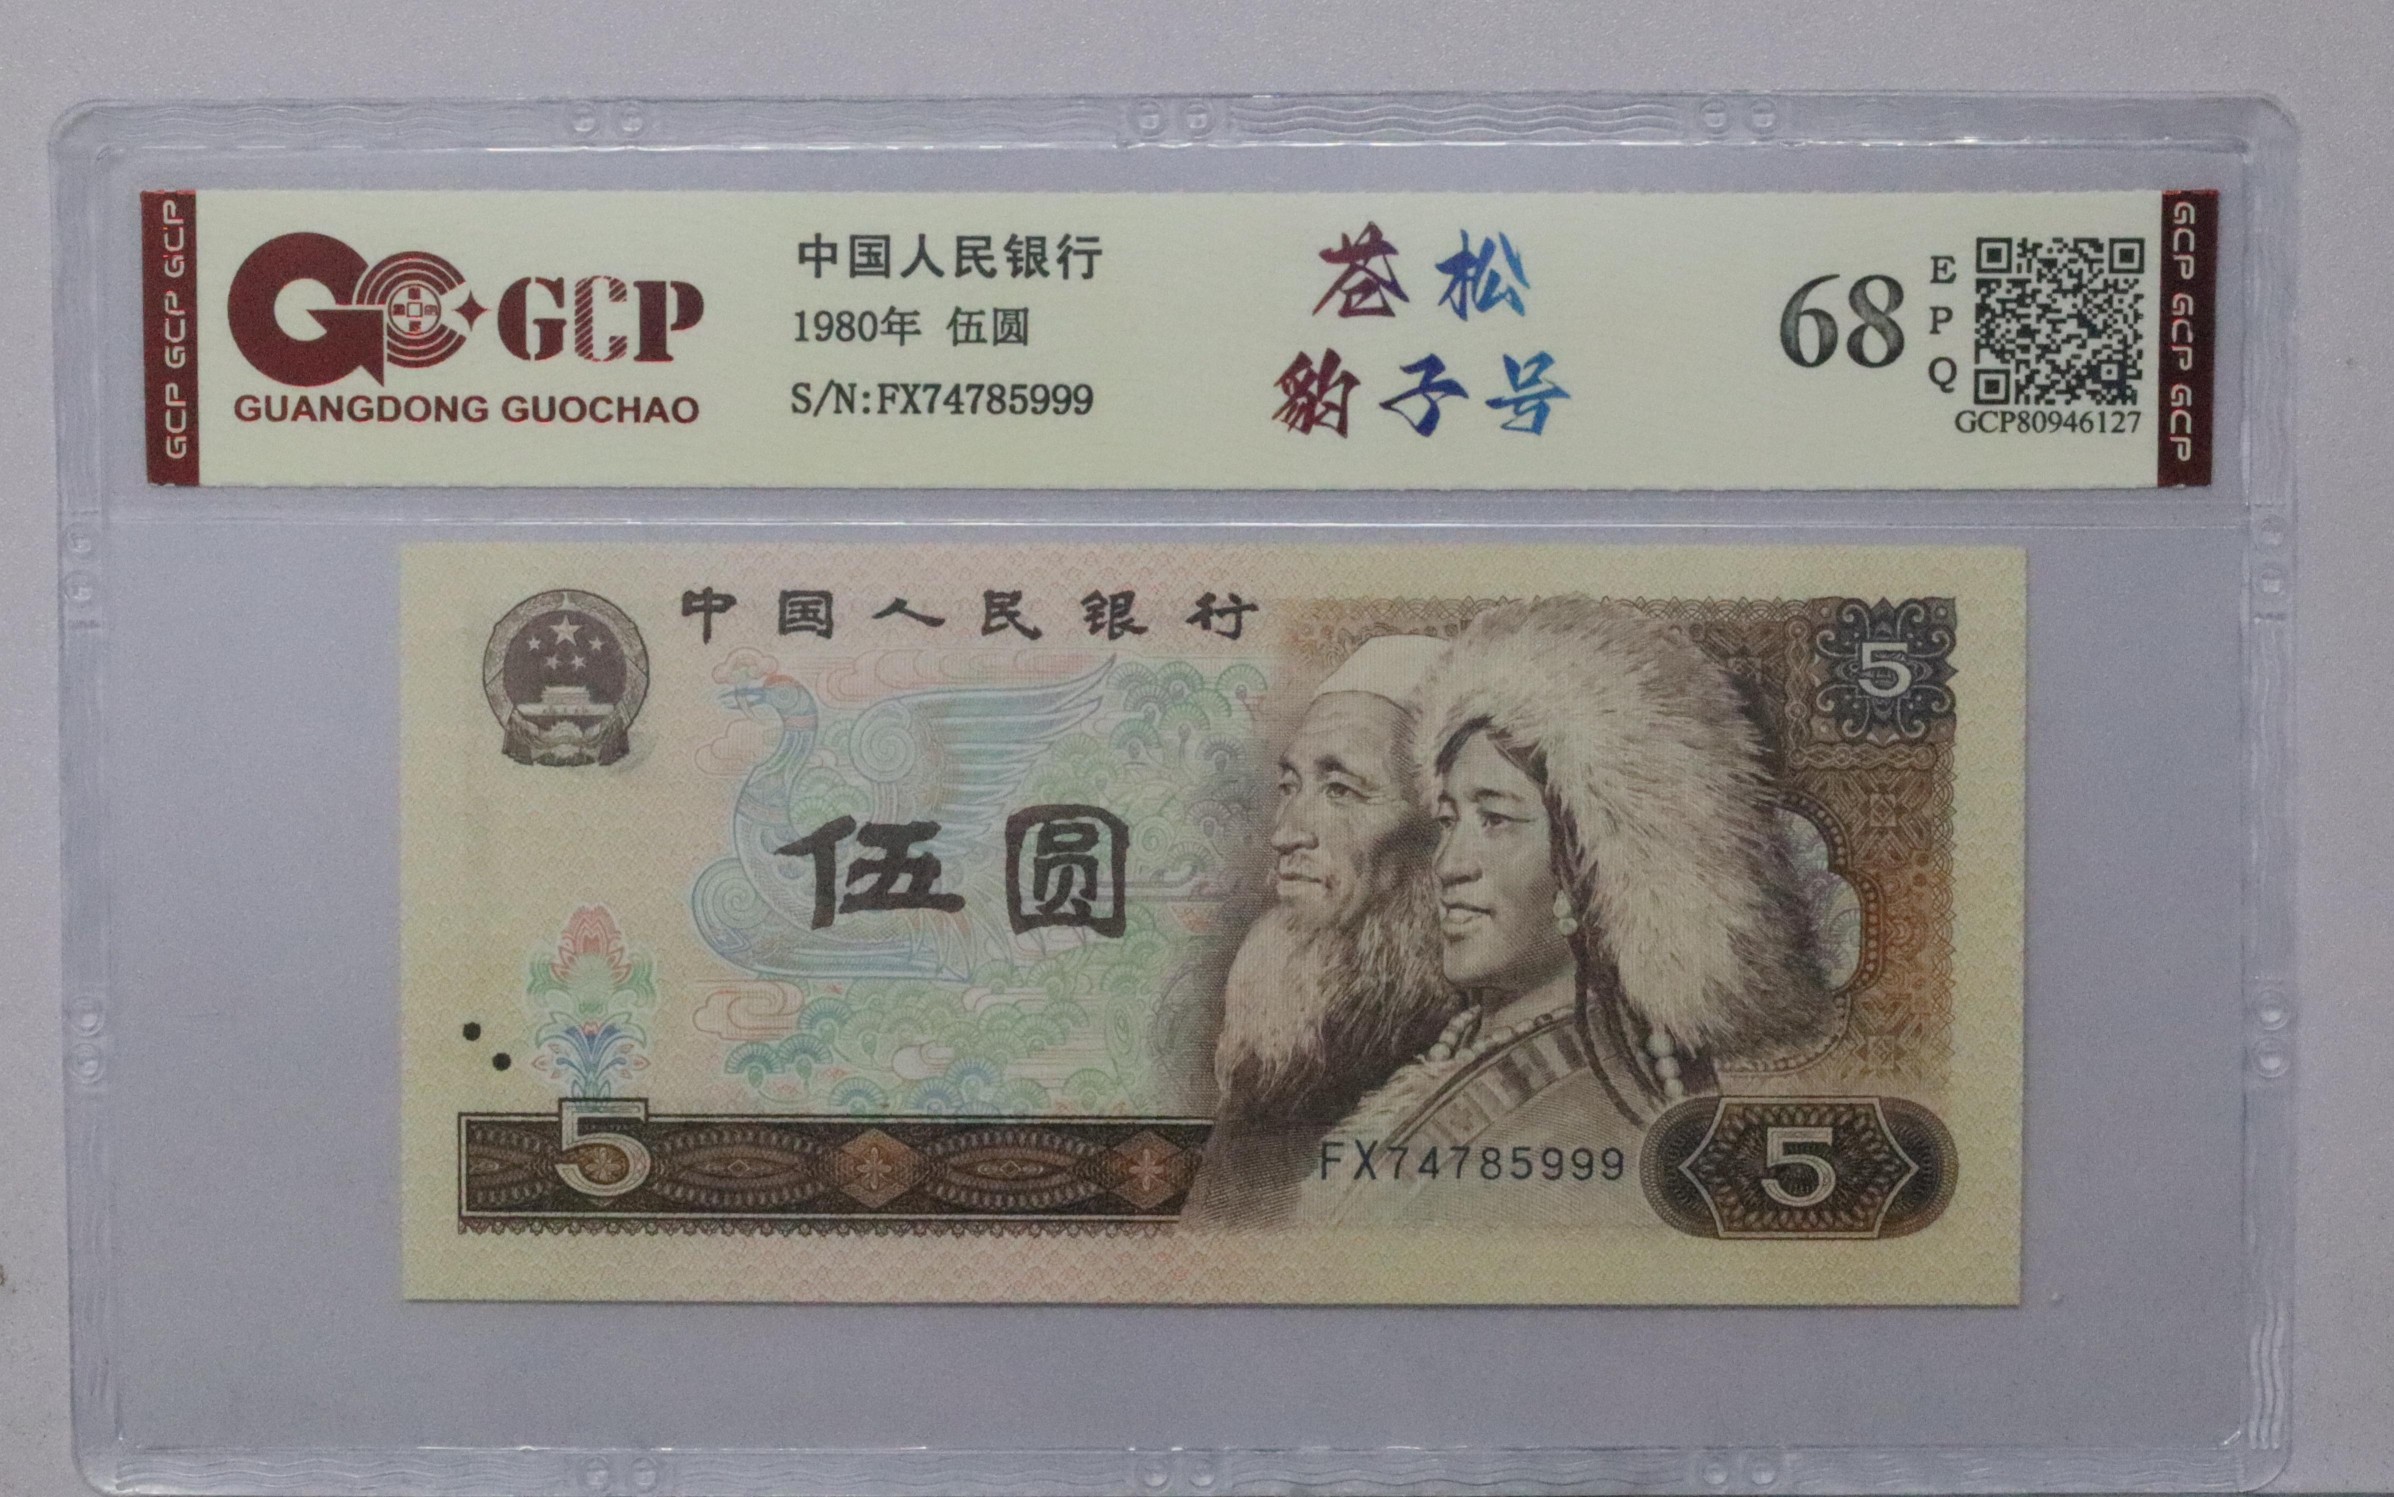 GCP GCP GCP
GCP
GUANGDONG GUOCHAO
中国人民银行
1980年 伍圆
S/N:FX74785999
苍松
豹子号
68
EPQ
GCP80946127
GCP GCP GCP
中国人民银行
5
伍圆
5
FX74785999
5